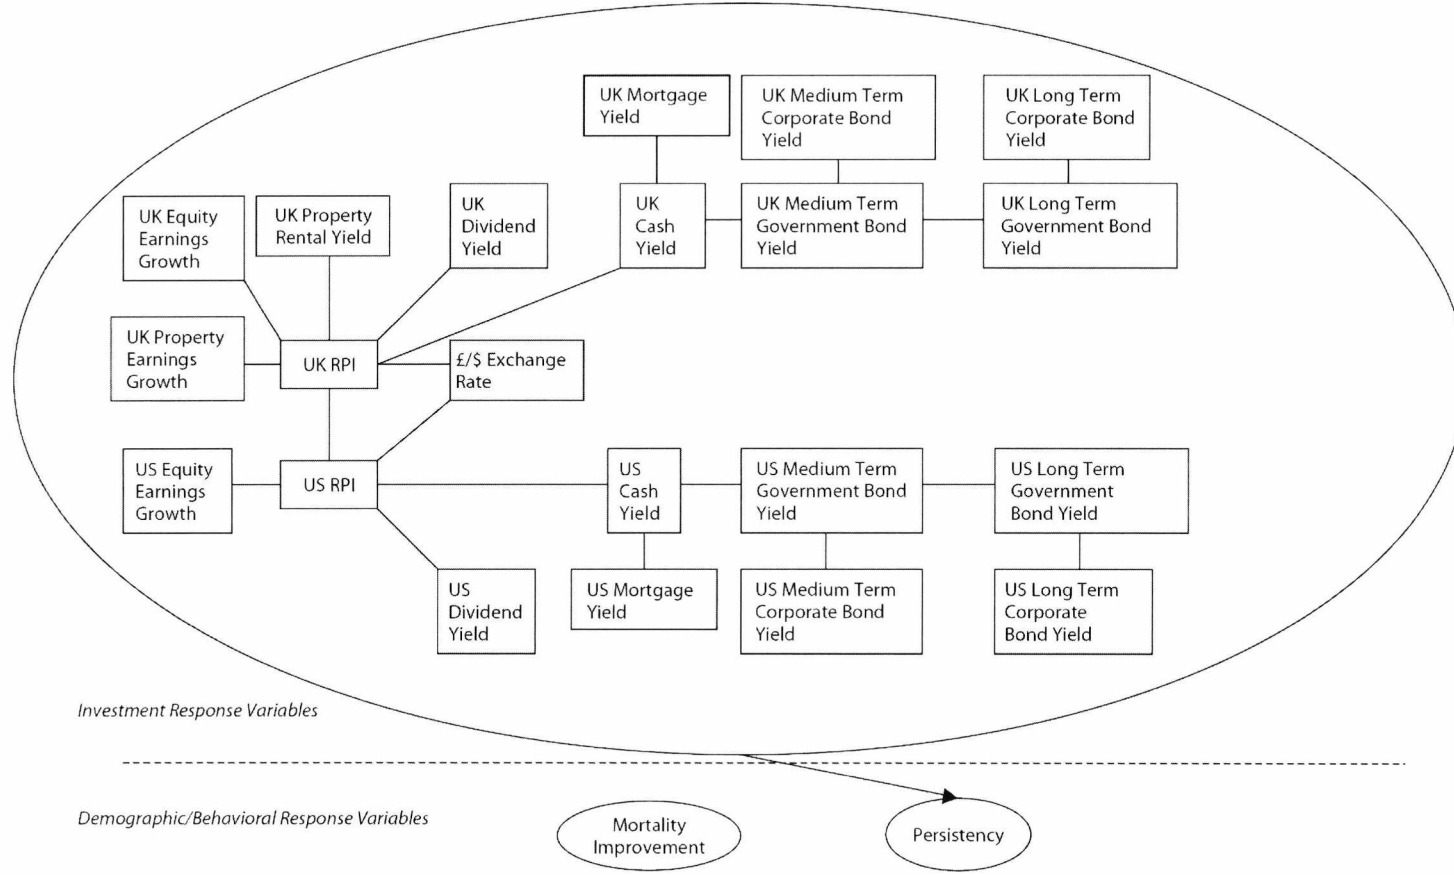 UK Mortgage
Yield
UK Medium Term
Corporate Bond
Yield
UK Long Term
Corporate Bond
Yield
UK Equity
Earnings
Growth
UK Property
Rental Yield
UK
Dividend
Yield
UK
Cash
Yield
UK Medium Term
Government Bond
Yield
UK Long Term
Government Bond
Yield
UK Property
Earnings
Growth
UK RPI
£/$ Exchange
Rate
US Equity
Earnings
Growth
US RPI
US
Cash
Yield
US Medium Term
Government Bond
Yield
US Long Term
Government
Bond Yield
US
Dividend
Yield
US Mortgage
Yield
US Medium Term
Corporate Bond
Yield
US Long Term
Corporate
Bond Yield
Investment Response Variables
Demographic/Behavioral Response Variables
Mortality
Improvement
Persistency